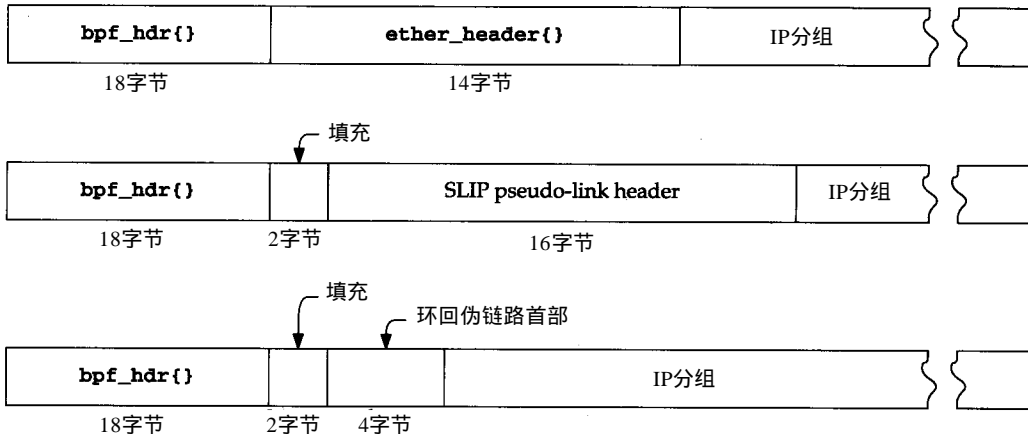 bpf_hdr{} ether_header{} IP分组
18字节 14字节
填充
bpf_hdr{} SLIP pseudo-link header IP分组
18字节 2字节 16字节
填充
环回伪链路首部
bpf_hdr{} IP分组
18字节 2字节 4字节